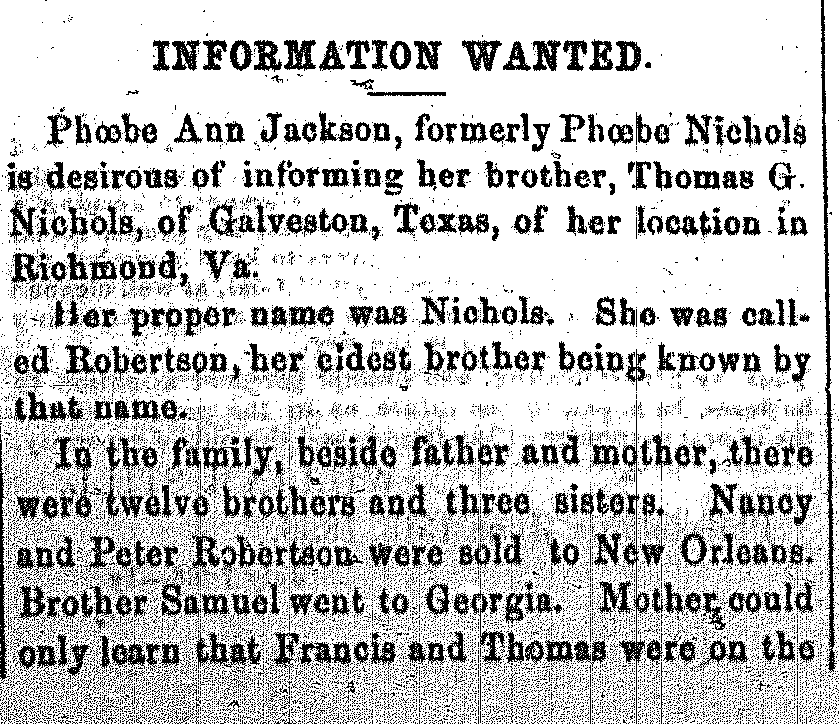 INFORMATION WANTED.
Phœbe Ann Jackson, formerly Phœbe Nichols
is desirous of informing her brother, Thomas G.
Nichols, of Galveston, Texas, of her location in
Richmond, Va.
Her proper name was Nichols. She was call-
ed Robertson, her eldest brother being known by
that name.
In the family, beside father and mother, there
were twelve brothers and three sisters. Nancy
and Peter Robertson were sold to New Orleans.
Brother Samuel went to Georgia. Mother could
only learn that Francis and Thomas were on the